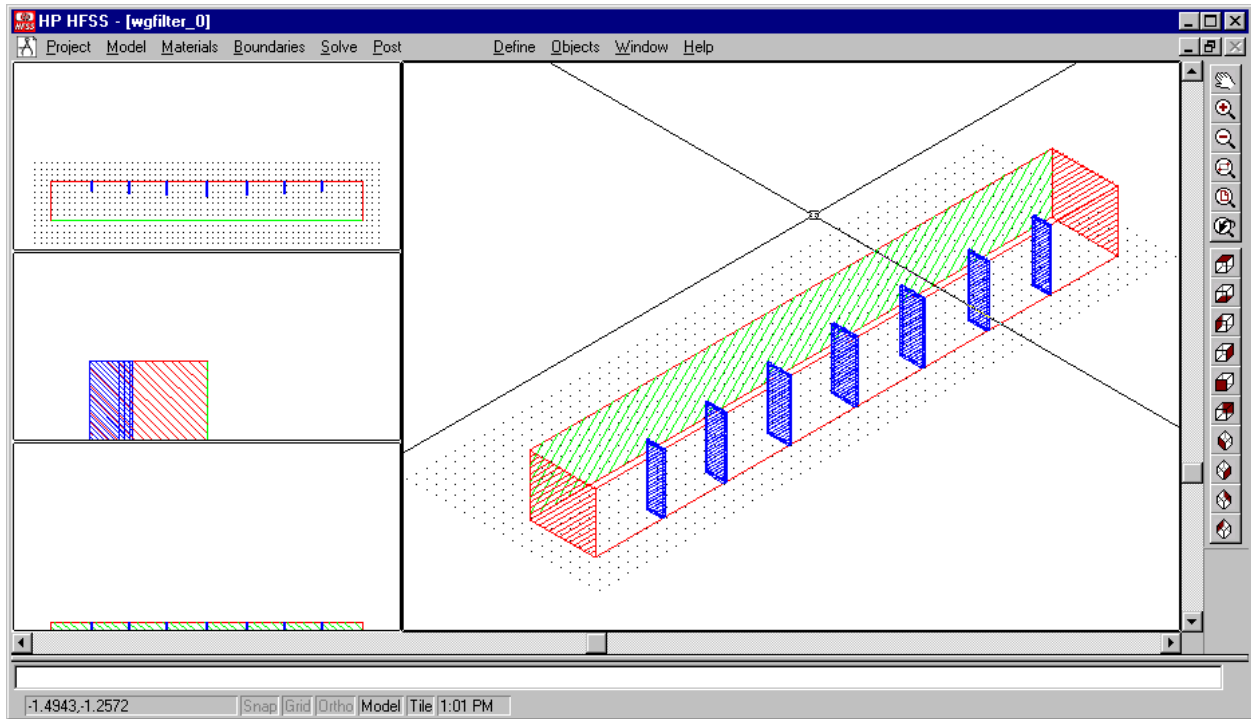 HP HFSS - [wgfilter_0]
Project Model Materials Boundaries Solve Post Define Objects Window Help
-1.4943,-1.2572 Snap Grid Ortho Model Tile 1:01 PM